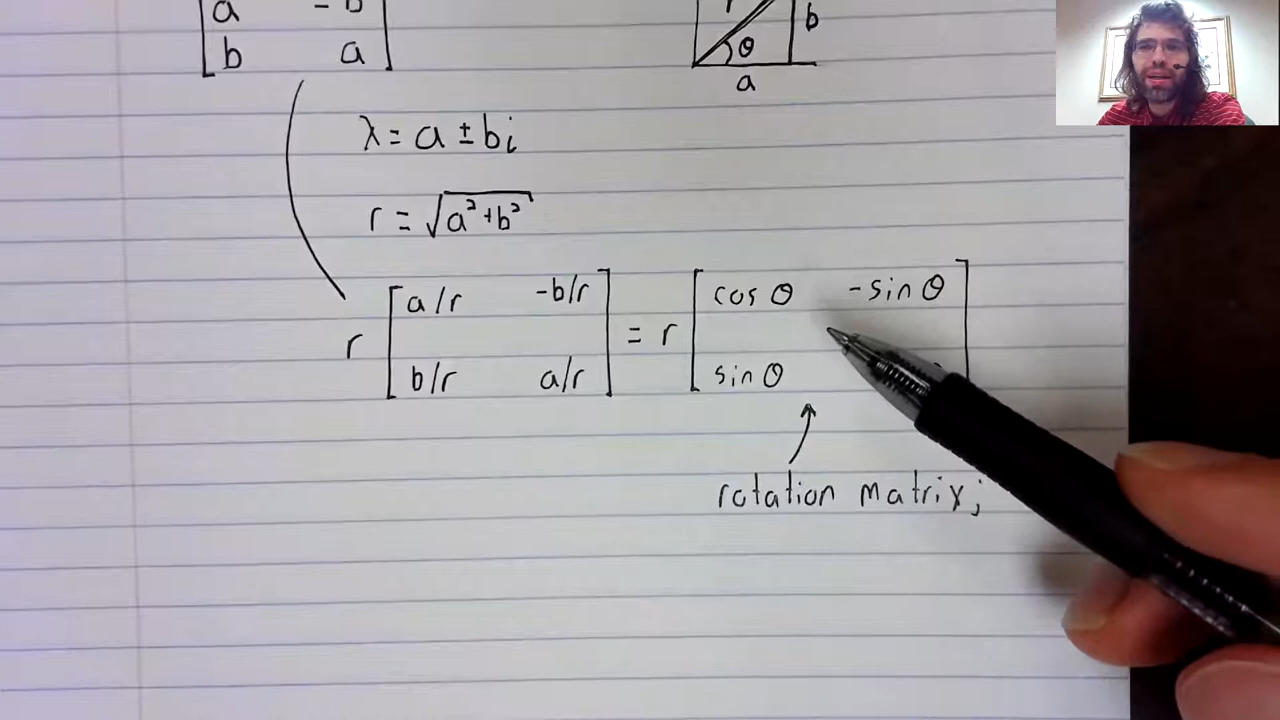 a - b
b a
r b
θ
a
λ = a ± bi
r = √a²+b²
r [ a/r -b/r ] = r [ cos θ -sin θ ]
b/r a/r sin θ
rotation matrix;